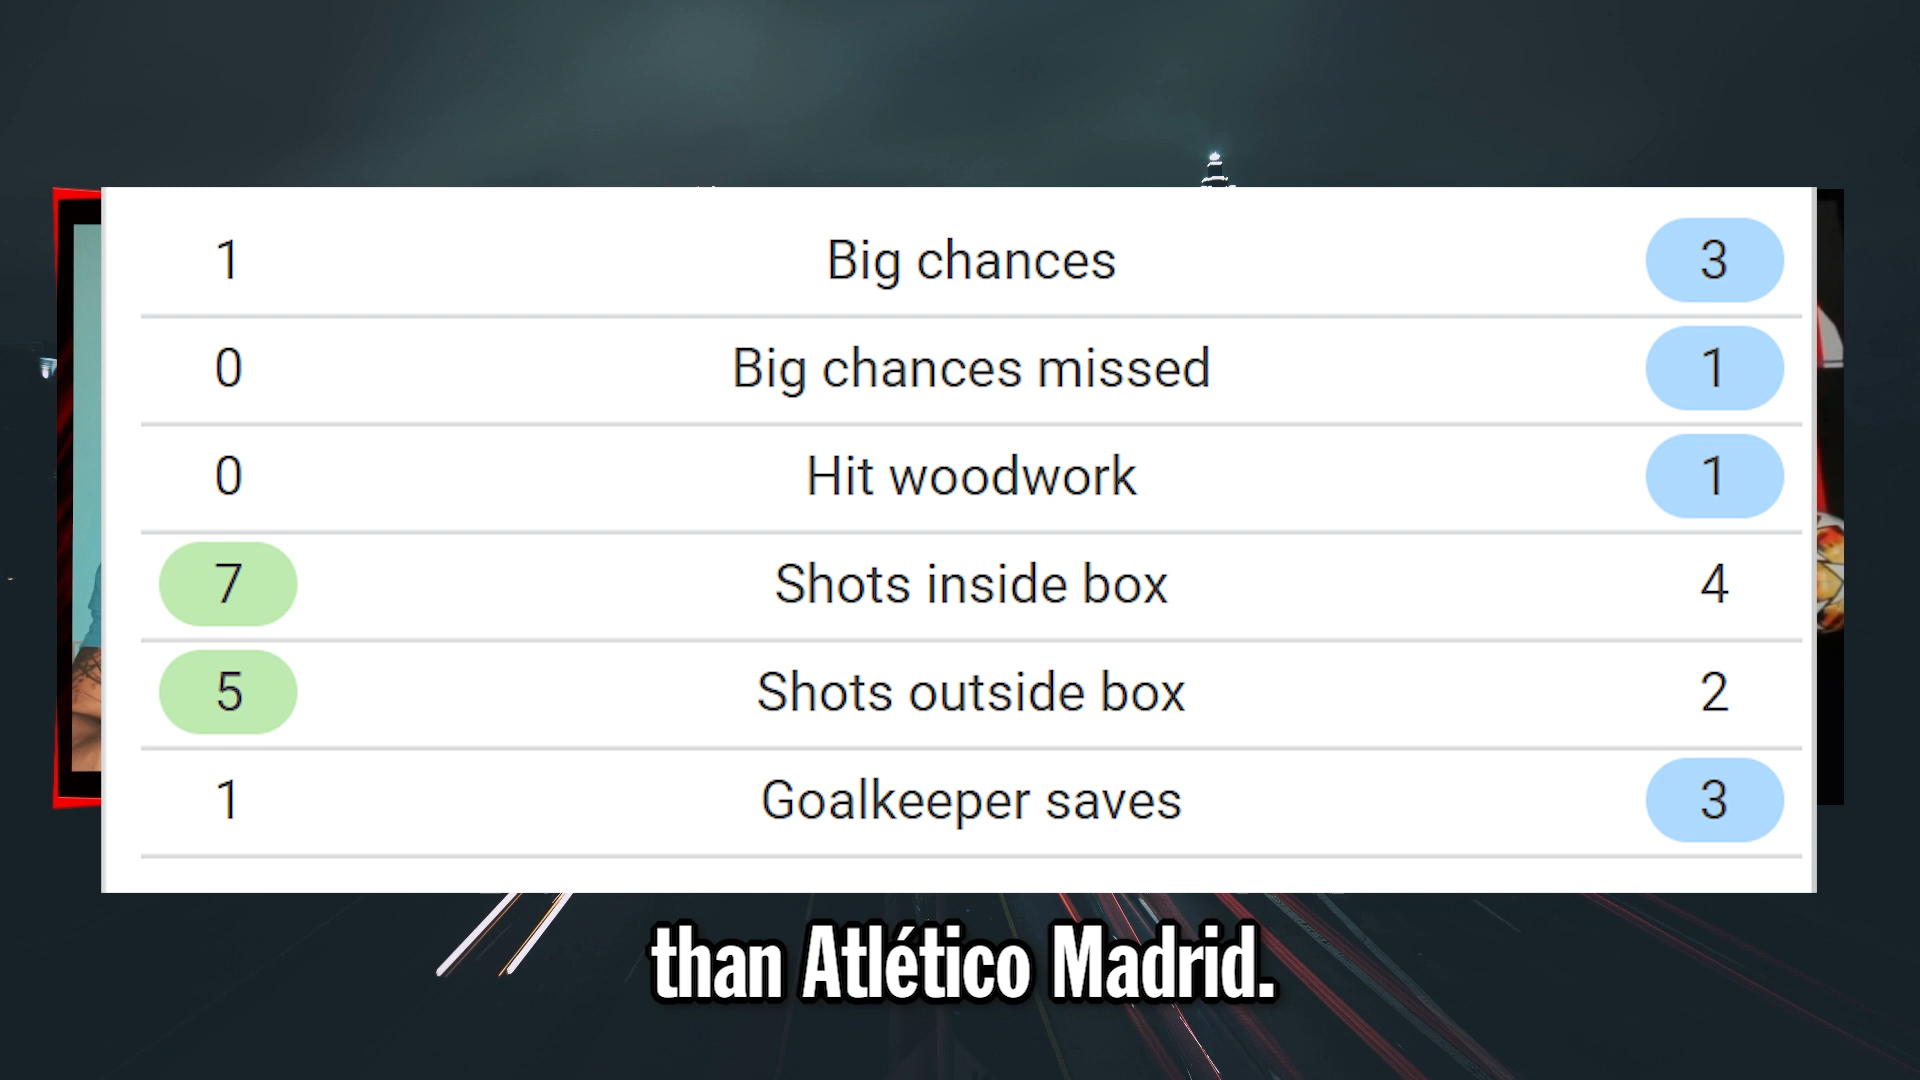 1 Big chances 3
0 Big chances missed 1
0 Hit woodwork 1
7 Shots inside box 4
5 Shots outside box 2
1 Goalkeeper saves 3
than Atlético Madrid.